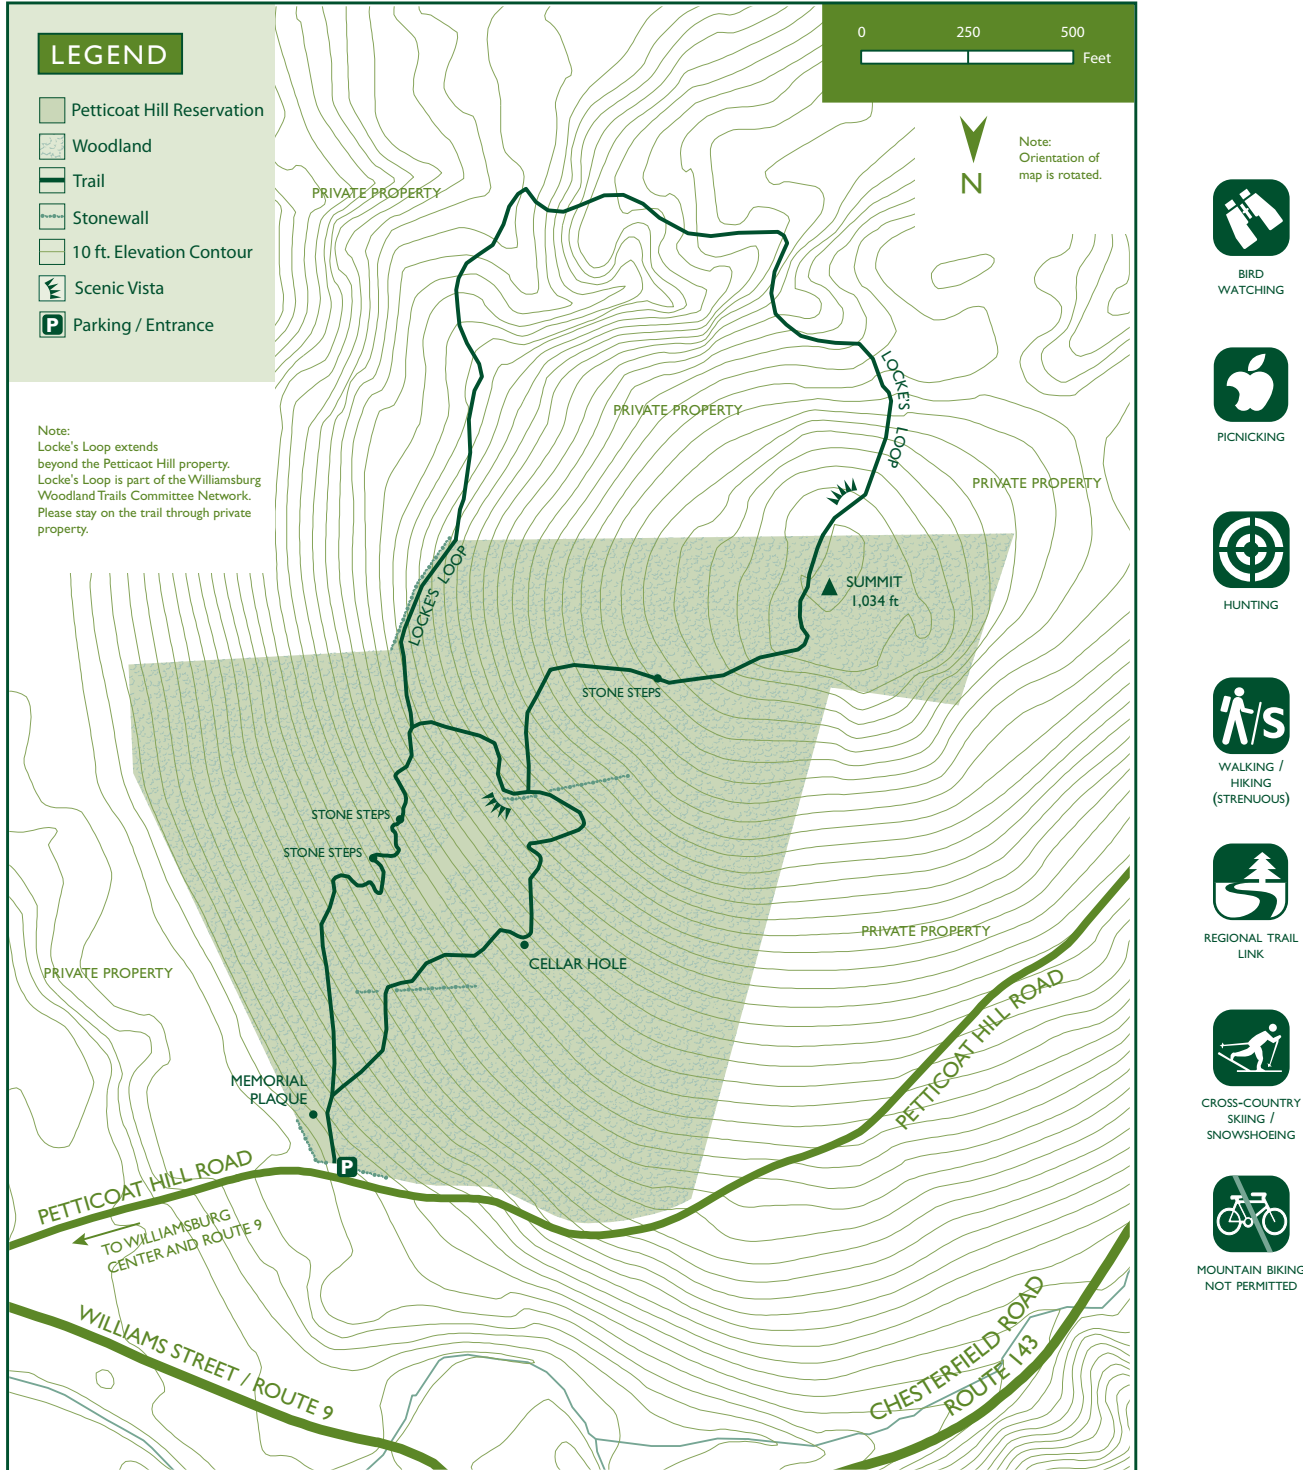 LEGEND
Petticoat Hill Reservation
Woodland
Trail
Stonewall
10 ft. Elevation Contour
Scenic Vista
P
Parking / Entrance
0 250 500
Feet
N
Note:
Orientation of
map is rotated.
Note:
Locke's Loop extends
beyond the Petticaot Hill property.
Locke's Loop is part of the Williamsburg
Woodland Trails Committee Network.
Please stay on the trail through private
property.
PRIVATE PROPERTY
PRIVATE PROPERTY
LOCKE'S LOOP
PRIVATE PROPERTY
LOCKE'S LOOP
SUMMIT
1,034 ft
STONE STEPS
STONE STEPS
STONE STEPS
PRIVATE PROPERTY
CELLAR HOLE
PRIVATE PROPERTY
MEMORIAL
PLAQUE
P
PETTICOAT HILL ROAD
PETTICOAT HILL ROAD
TO WILLIAMSBURG
CENTER AND ROUTE 9
WILLIAMS STREET / ROUTE 9
CHESTERFIELD ROAD
ROUTE 143
BIRD
WATCHING
PICNICKING
HUNTING
/S
WALKING /
HIKING
(STRENUOUS)
REGIONAL TRAIL
LINK
CROSS-COUNTRY
SKIING /
SNOWSHOEING
MOUNTAIN BIKING
NOT PERMITTED